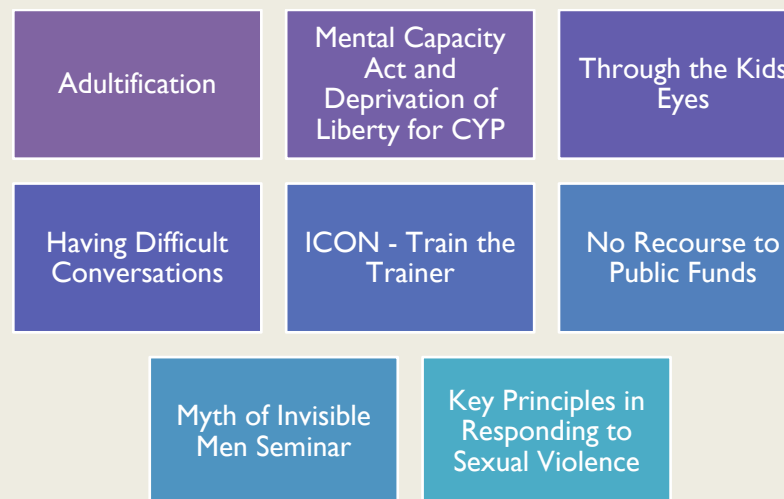 Adultification
Mental Capacity
Act and
Deprivation of
Liberty for CYP
Through the Kids
Eyes
Having Difficult
Conversations
ICON - Train the
Trainer
No Recourse to
Public Funds
Myth of Invisible
Men Seminar
Key Principles in
Responding to
Sexual Violence